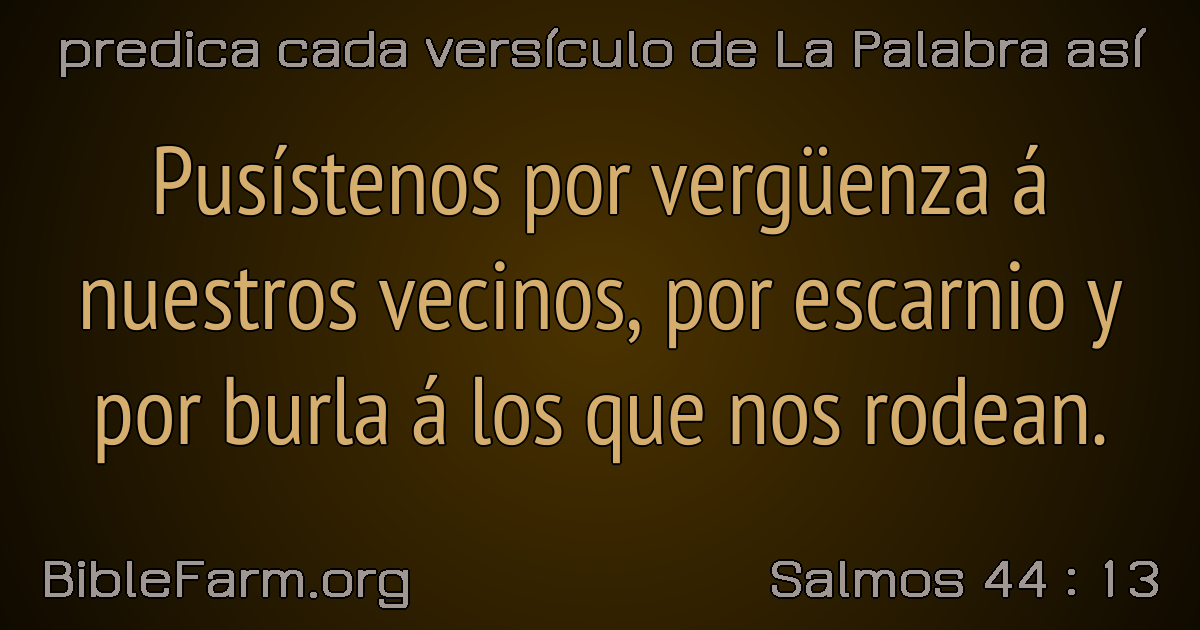 predica cada versículo de La Palabra así
Pusístenos por vergüenza á
nuestros vecinos, por escarnio y
por burla á los que nos rodean.
BibleFarm.org
Salmos 44 : 13